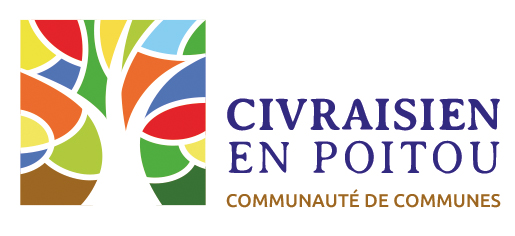 CIVRAISIEN
EN POITOU
COMMUNAUTÉ DE COMMUNES